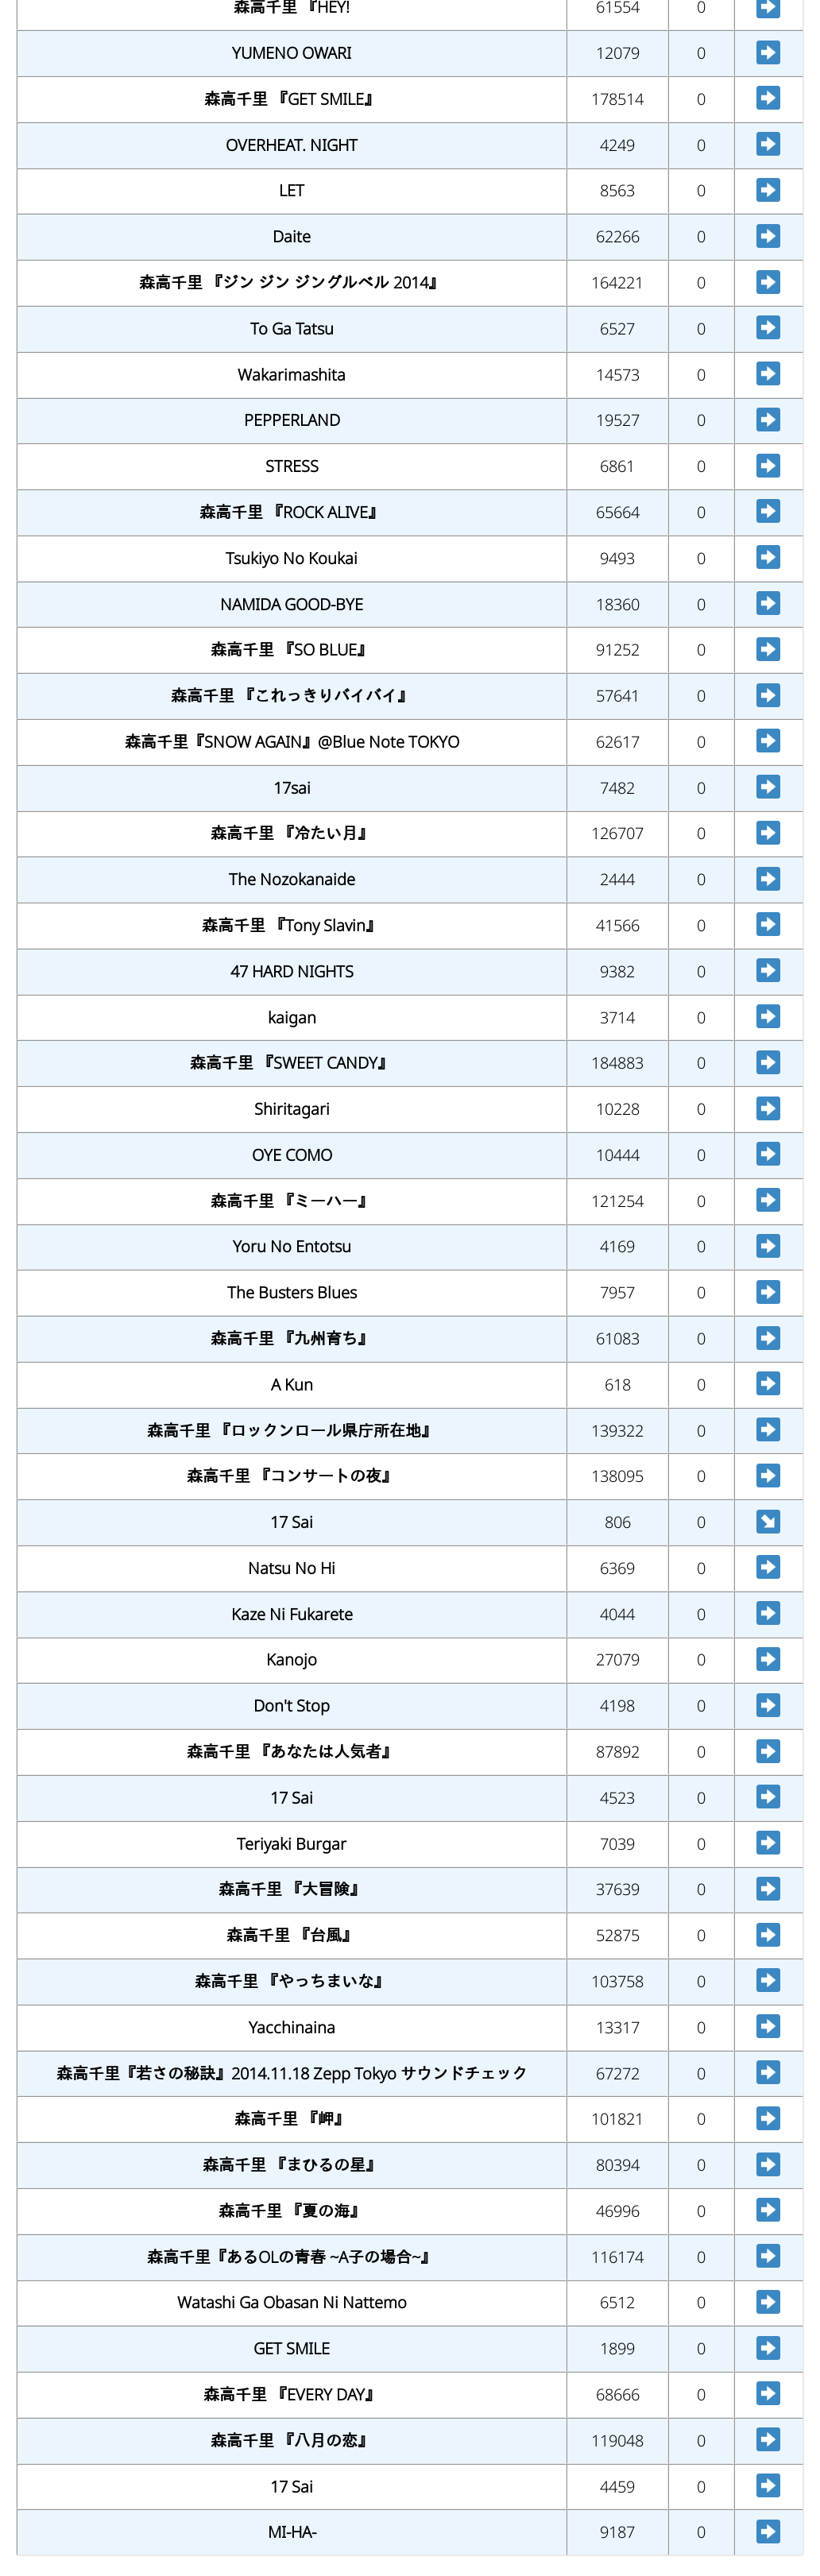 森高千里 『HEY! 61554 0
YUMENO OWARI 12079 0
森高千里 『GET SMILE』 178514 0
OVERHEAT. NIGHT 4249 0
LET 8563 0
Daite 62266 0
森高千里 『ジン ジン ジングルベル 2014』 164221 0
To Ga Tatsu 6527 0
Wakarimashita 14573 0
PEPPERLAND 19527 0
STRESS 6861 0
森高千里 『ROCK ALIVE』 65664 0
Tsukiyo No Koukai 9493 0
NAMIDA GOOD-BYE 18360 0
森高千里 『SO BLUE』 91252 0
森高千里 『これっきりバイバイ』 57641 0
森高千里『SNOW AGAIN』@Blue Note TOKYO 62617 0
17sai 7482 0
森高千里 『冷たい月』 126707 0
The Nozokanaide 2444 0
森高千里 『Tony Slavin』 41566 0
47 HARD NIGHTS 9382 0
kaigan 3714 0
森高千里 『SWEET CANDY』 184883 0
Shiritagari 10228 0
OYE COMO 10444 0
森高千里 『ミーハー』 121254 0
Yoru No Entotsu 4169 0
The Busters Blues 7957 0
森高千里 『九州育ち』 61083 0
A Kun 618 0
森高千里 『ロックンロール県庁所在地』 139322 0
森高千里 『コンサートの夜』 138095 0
17 Sai 806 0
Natsu No Hi 6369 0
Kaze Ni Fukarete 4044 0
Kanojo 27079 0
Don't Stop 4198 0
森高千里 『あなたは人気者』 87892 0
17 Sai 4523 0
Teriyaki Burgar 7039 0
森高千里 『大冒険』 37639 0
森高千里 『台風』 52875 0
森高千里 『やっちまいな』 103758 0
Yacchinaina 13317 0
森高千里『若さの秘訣』2014.11.18 Zepp Tokyo サウンドチェック 67272 0
森高千里 『岬』 101821 0
森高千里 『まひるの星』 80394 0
森高千里 『夏の海』 46996 0
森高千里『あるOLの青春 ~A子の場合~』 116174 0
Watashi Ga Obasan Ni Nattemo 6512 0
GET SMILE 1899 0
森高千里 『EVERY DAY』 68666 0
森高千里 『八月の恋』 119048 0
17 Sai 4459 0
MI-HA- 9187 0